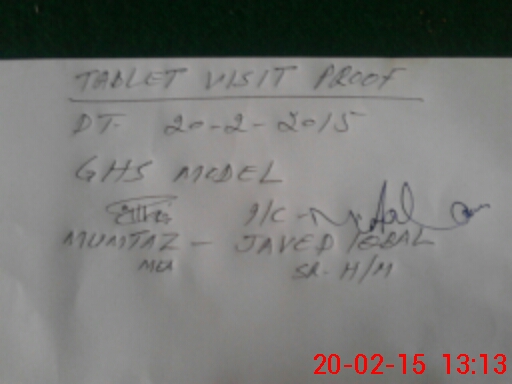 TABLET VISIT PROOF
DT. 20-2-2015
GHS MODEL
I/C -
MUMTAZ - JAVED IQBAL
MEA SR. H/M
20-02-15 13:13